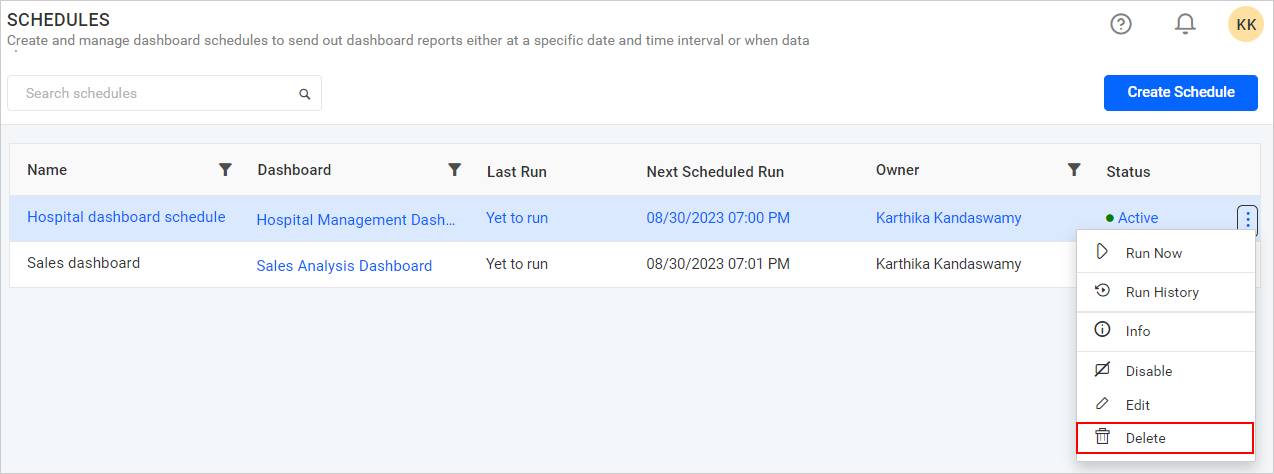 SCHEDULES
Create and manage dashboard schedules to send out dashboard reports either at a specific date and time interval or when data
KK
Search schedules
Create Schedule
Name Dashboard Last Run Next Scheduled Run Owner Status
Hospital dashboard schedule Hospital Management Dash... Yet to run 08/30/2023 07:00 PM Karthika Kandaswamy Active
Sales dashboard Sales Analysis Dashboard Yet to run 08/30/2023 07:01 PM Karthika Kandaswamy
Run Now
Run History
Info
Disable
Edit
Delete